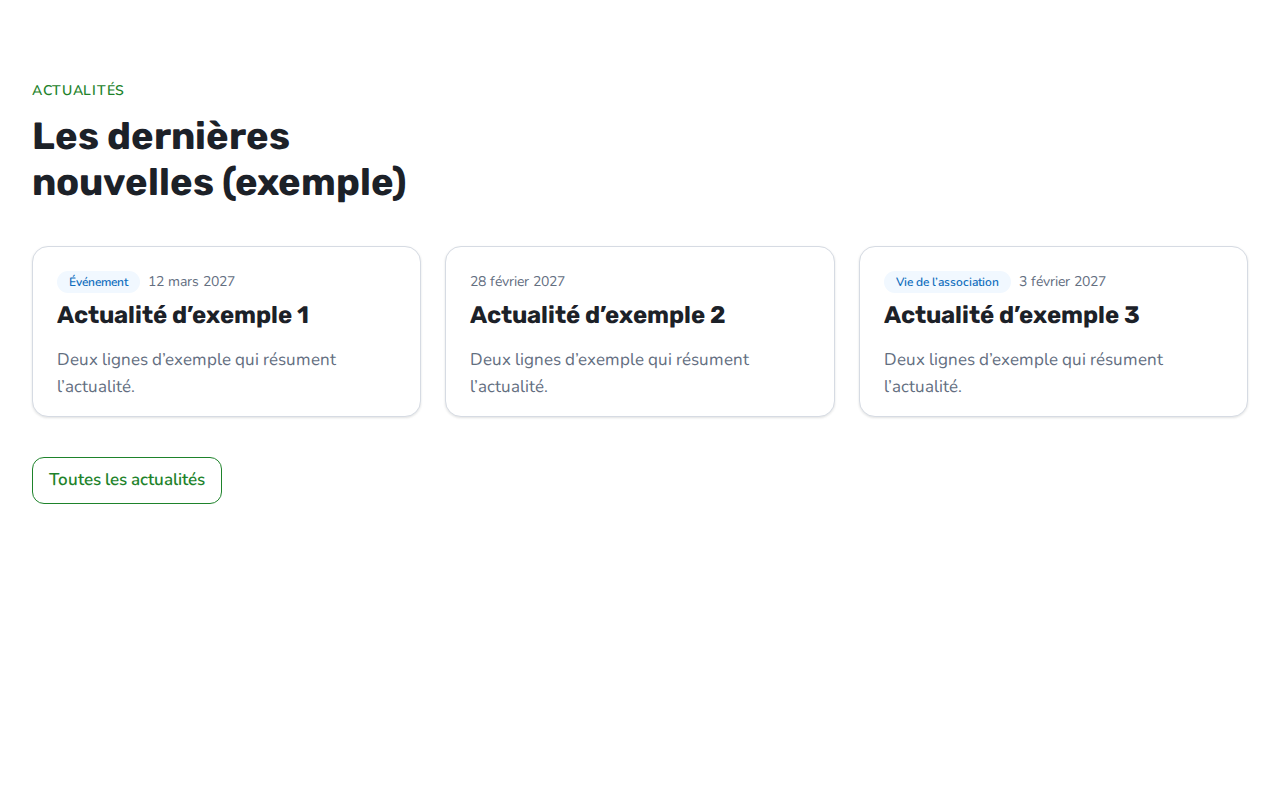 ACTUALITÉS
Les dernières
nouvelles (exemple)
Événement 12 mars 2027
Actualité d’exemple 1
Deux lignes d’exemple qui résument
l’actualité.
28 février 2027
Actualité d’exemple 2
Deux lignes d’exemple qui résument
l’actualité.
Vie de l’association 3 février 2027
Actualité d’exemple 3
Deux lignes d’exemple qui résument
l’actualité.
Toutes les actualités